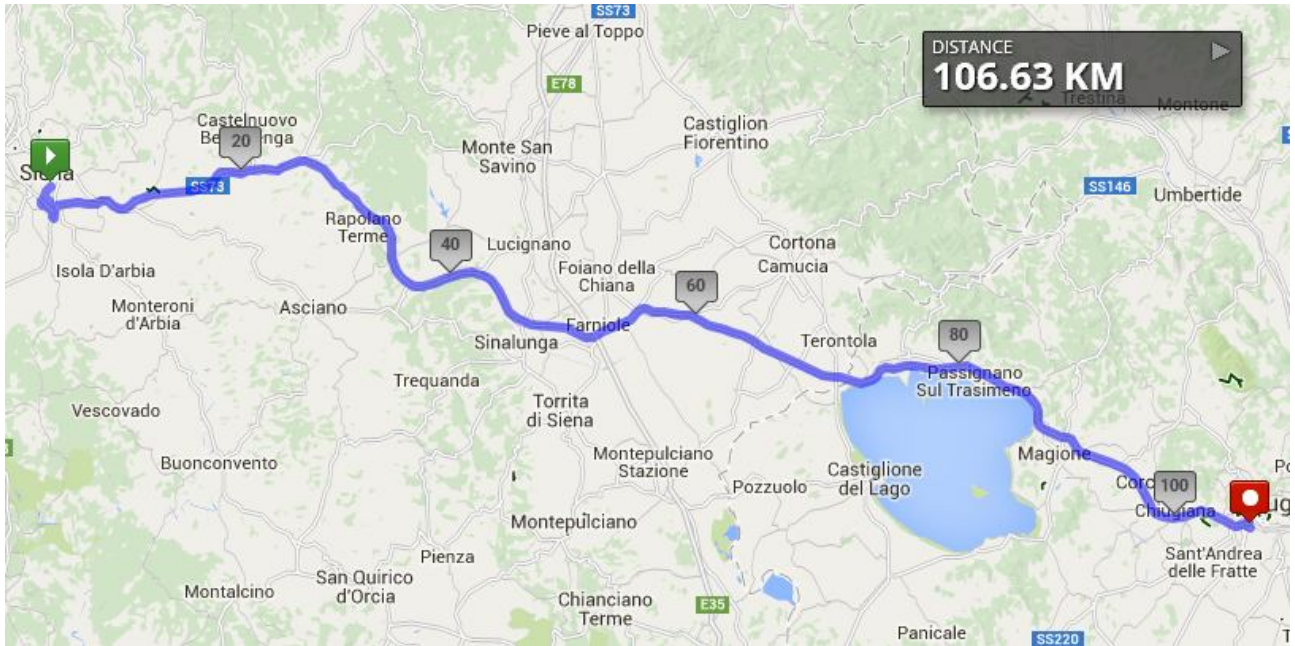 SS73
Pieve al Toppo
DISTANCE
106.63 KM
E78
Trestina
Montone
Castelnuovo
20
Castiglion
Fiorentino
Monte San
Savino
SS73
SS146
Umbertide
Rapolano
Terme
40
Lucignano
Cortona
Camucia
Isola D'arbia
Foiano della
Chiana
60
Monteroni
d'Arbia
Asciano
Farniole
Sinalunga
Terontola
80
Passignano
Sul Trasimeno
Trequanda
Torrita
di Siena
Vescovado
Buonconvento
Montepulciano
Stazione
Castiglione
del Lago
Pozzuolo
Magione
100
Chiugiana
Montepulciano
Pienza
Sant'Andrea
delle Fratte
San Quirico
d'Orcia
Montalcino
Chianciano
Terme
E35
Panicale
SS220